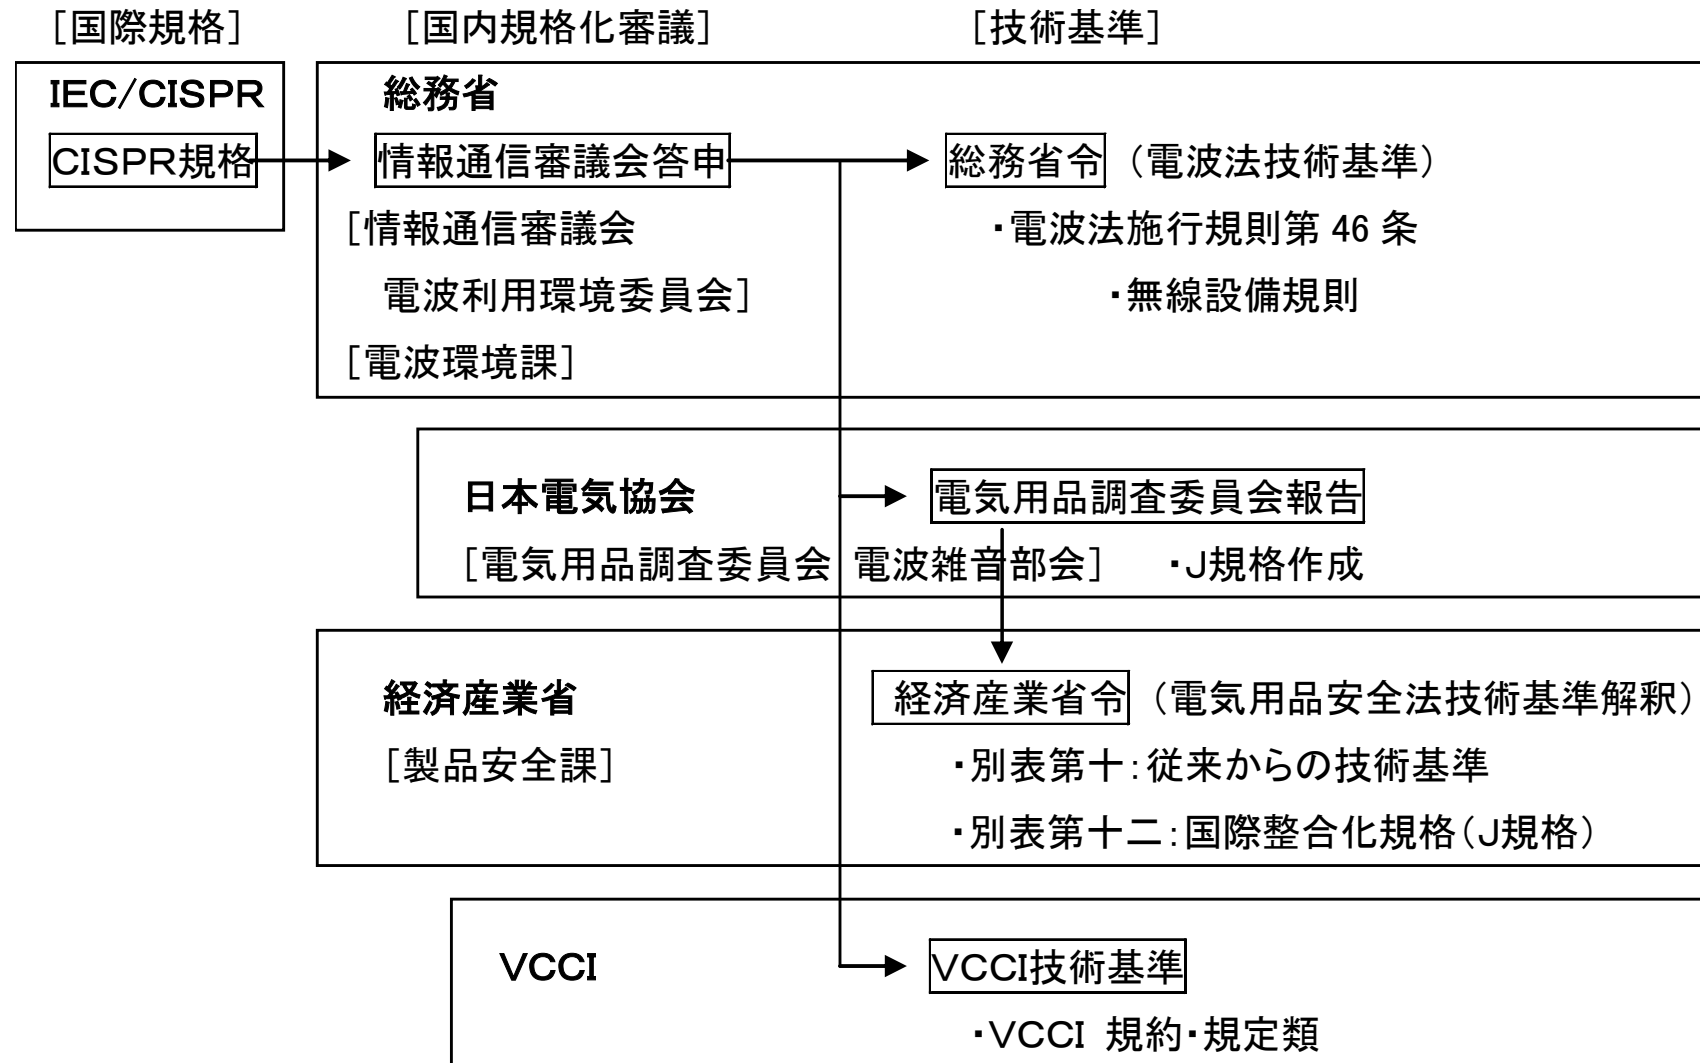 [国際規格] [国内規格化審議] [技術基準]
IEC/CISPR 総務省
CISPR規格 情報通信審議会答申 総務省令 (電波法技術基準)
[情報通信審議会 ・電波法施行規則第 46 条
電波利用環境委員会] ・無線設備規則
[電波環境課]
日本電気協会 電気用品調査委員会報告
[電気用品調査委員会 電波雑音部会] ・J規格作成
経済産業省 経済産業省令 (電気用品安全法技術基準解釈)
[製品安全課] ・別表第十:従来からの技術基準
・別表第十二:国際整合化規格(J規格)
VCCI VCCI技術基準
・VCCI 規約・規定類